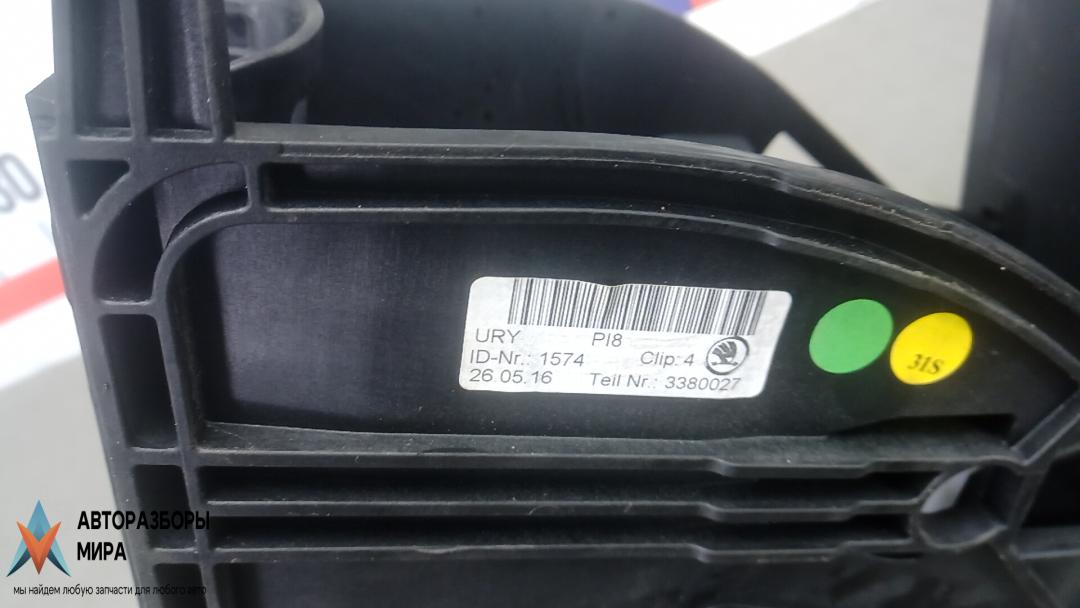 URY PI8
ID-Nr.: 1574 Clip: 4
26.05.16 Teil Nr.: 3380027
31S
АВТОРАЗБОРЫ
МИРА
мы найдем любую запчасти для любого авто